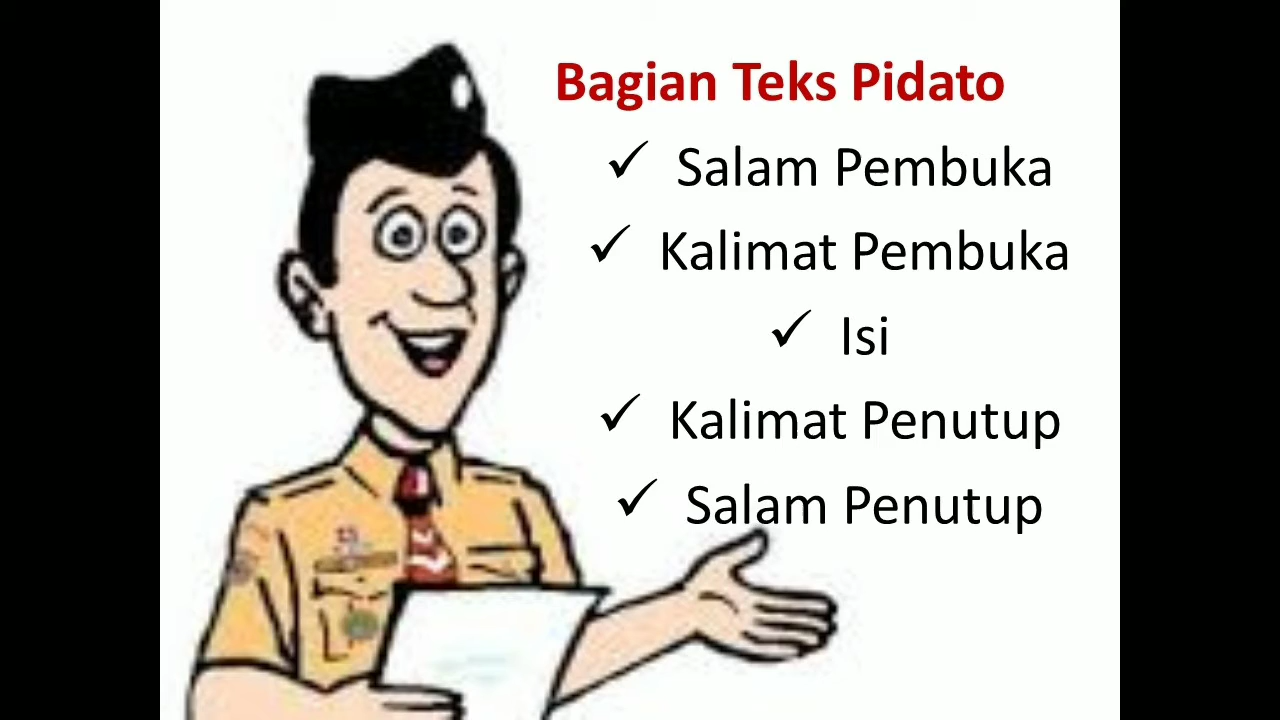 Bagian Teks Pidato
✓ Salam Pembuka
✓ Kalimat Pembuka
✓ Isi
✓ Kalimat Penutup
✓ Salam Penutup